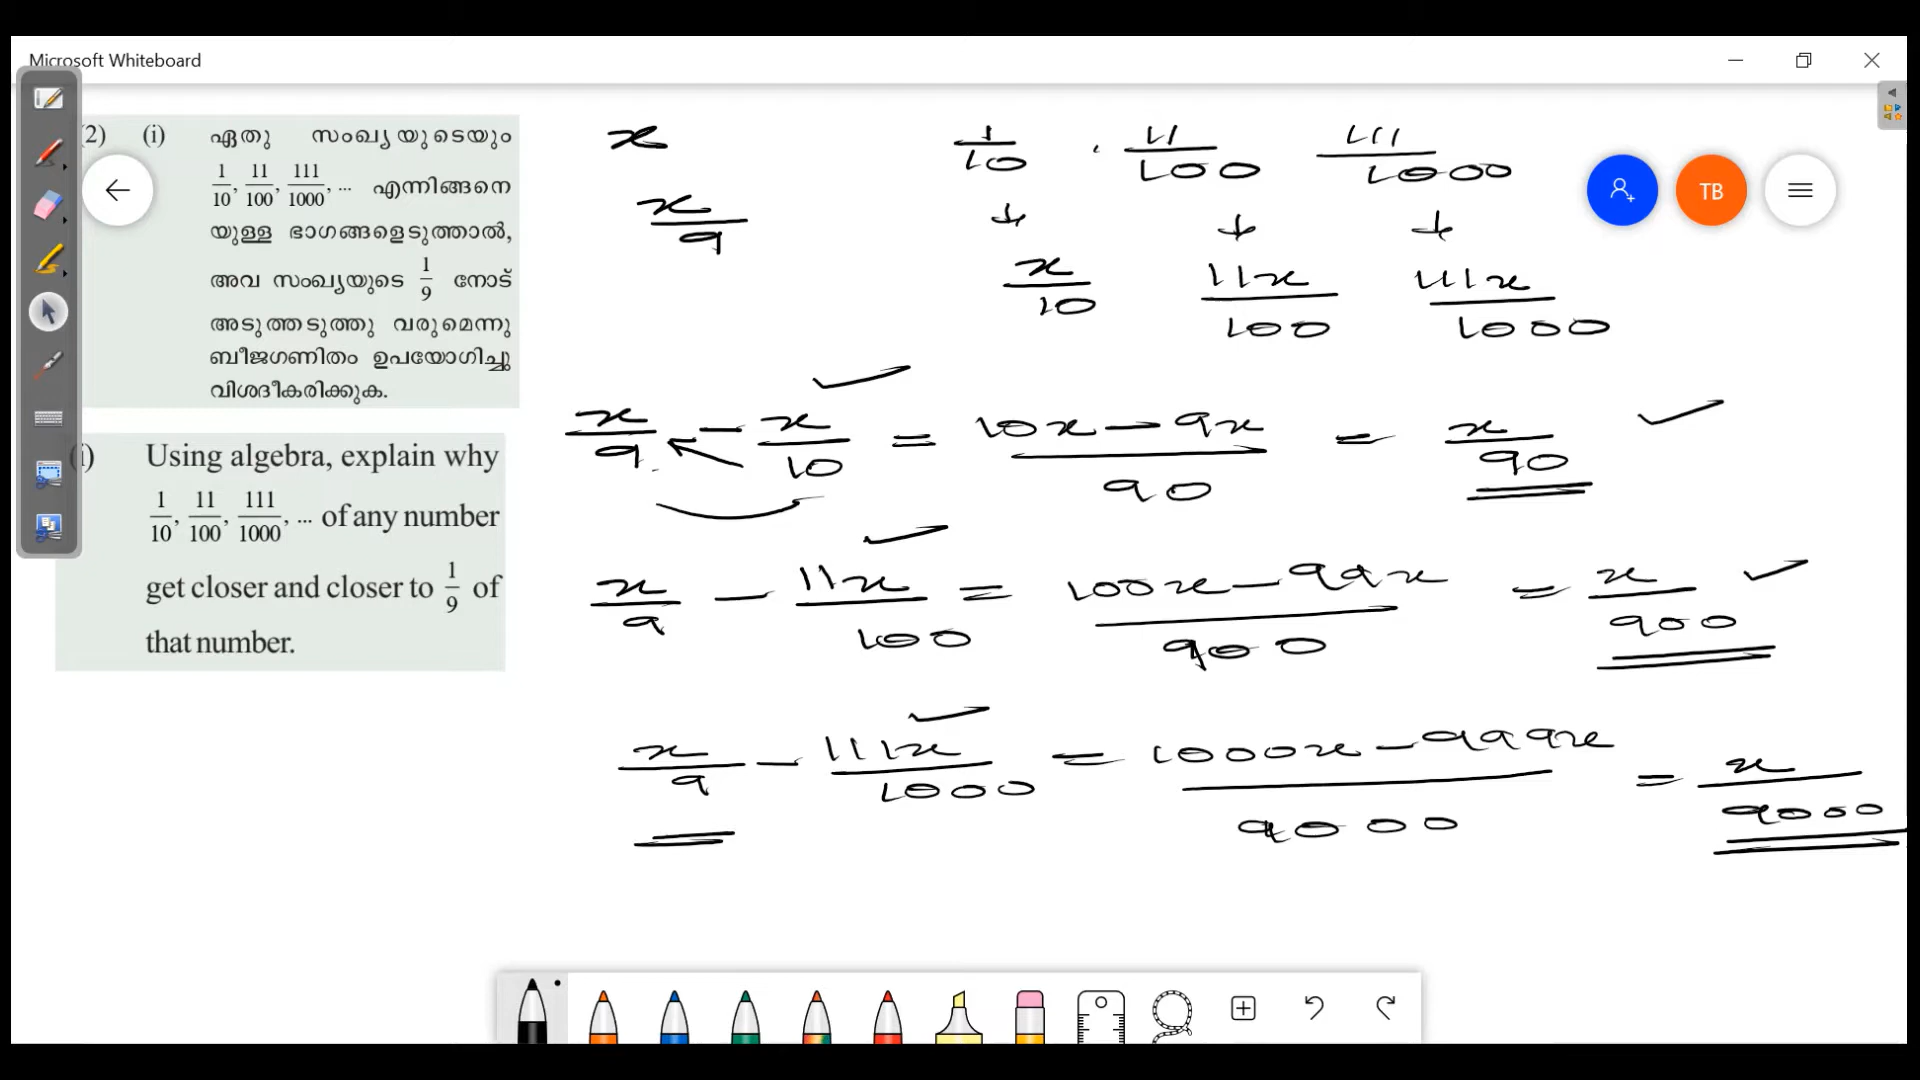 Microsoft Whiteboard
(2) (i) ഏതു സംഖ്യയുടെയും
1/10, 11/100, 111/1000, ... എന്നിങ്ങനെ
യുള്ള ഭാഗങ്ങളെടുത്താൽ,
അവ സംഖ്യയുടെ 1/9 നോട്
അടുത്തടുത്തു വരുമെന്നു
ബീജഗണിതം ഉപയോഗിച്ചു
വിശദീകരിക്കുക.
i) Using algebra, explain why
1/10, 11/100, 111/1000, ... of any number
get closer and closer to 1/9 of
that number.
x 1/10 . 11/100 111/1000
x/9
x/10 11x/100 111x/1000
x/9 - x/10 = 10x - 9x/90 = x/90
x/9 - 11x/100 = 100x - 99x/900 = x/900
x/9 - 111x/1000 = 1000x - 999x/9000 = x/9000
TB